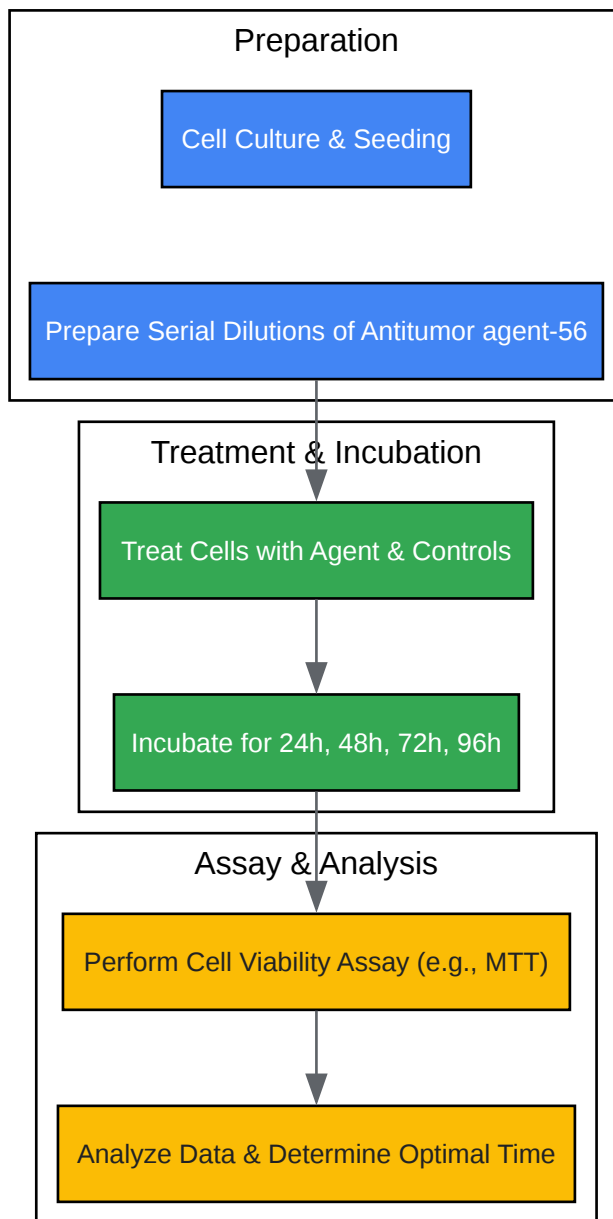 Preparation
Cell Culture & Seeding
Prepare Serial Dilutions of Antitumor agent-56
Treatment & Incubation
Treat Cells with Agent & Controls
Incubate for 24h, 48h, 72h, 96h
Assay & Analysis
Perform Cell Viability Assay (e.g., MTT)
Analyze Data & Determine Optimal Time